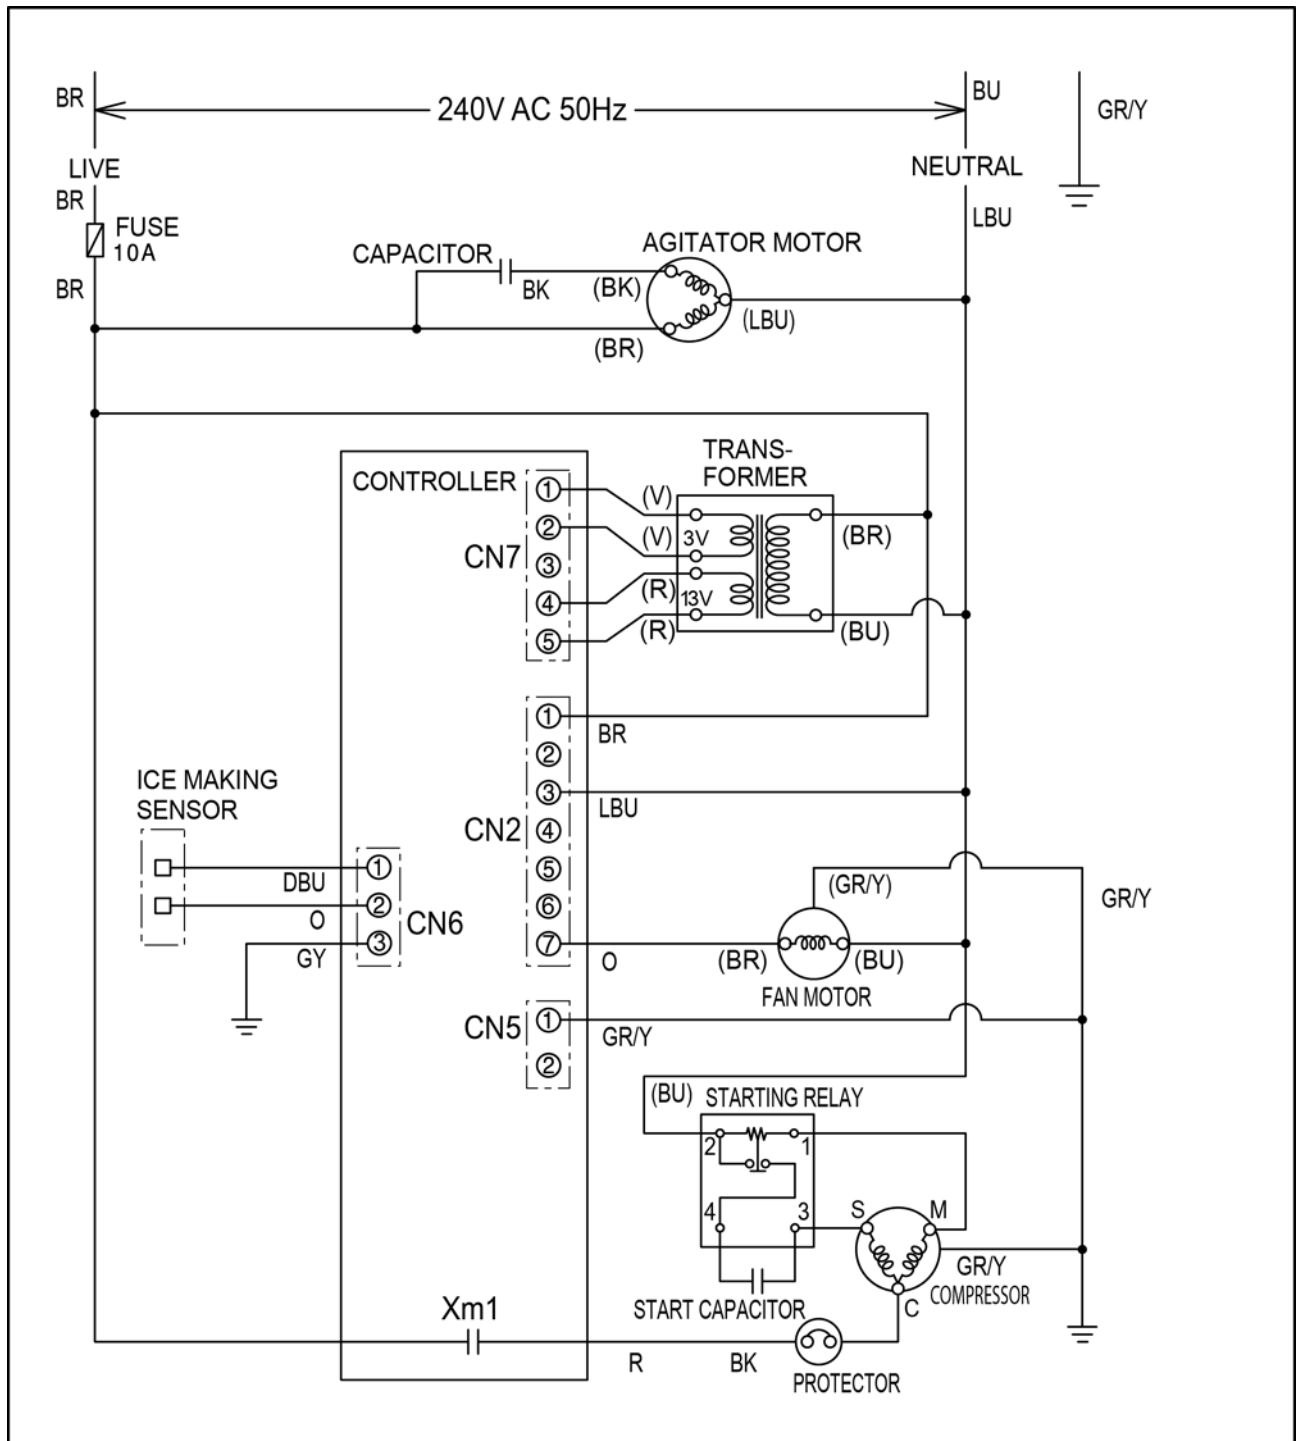 BR
240V AC 50Hz
BU
GR/Y
LIVE
NEUTRAL
BR
LBU
FUSE
10A
BR
CAPACITOR
AGITATOR MOTOR
BK
(BK)
(LBU)
(BR)
CONTROLLER
TRANS-
FORMER
CN7
1
2
3
4
5
(V)
(V)
3V
(R)
13V
(R)
(BR)
(BU)
CN2
1
2
3
4
5
6
7
BR
LBU
O
ICE MAKING
SENSOR
DBU
O
GY
1
2
3
CN6
(GR/Y)
GR/Y
(BR)
(BU)
FAN MOTOR
CN5
1
2
GR/Y
(BU)
STARTING RELAY
2
1
4
3
S
M
GR/Y
COMPRESSOR
C
START CAPACITOR
Xm1
R
BK
PROTECTOR